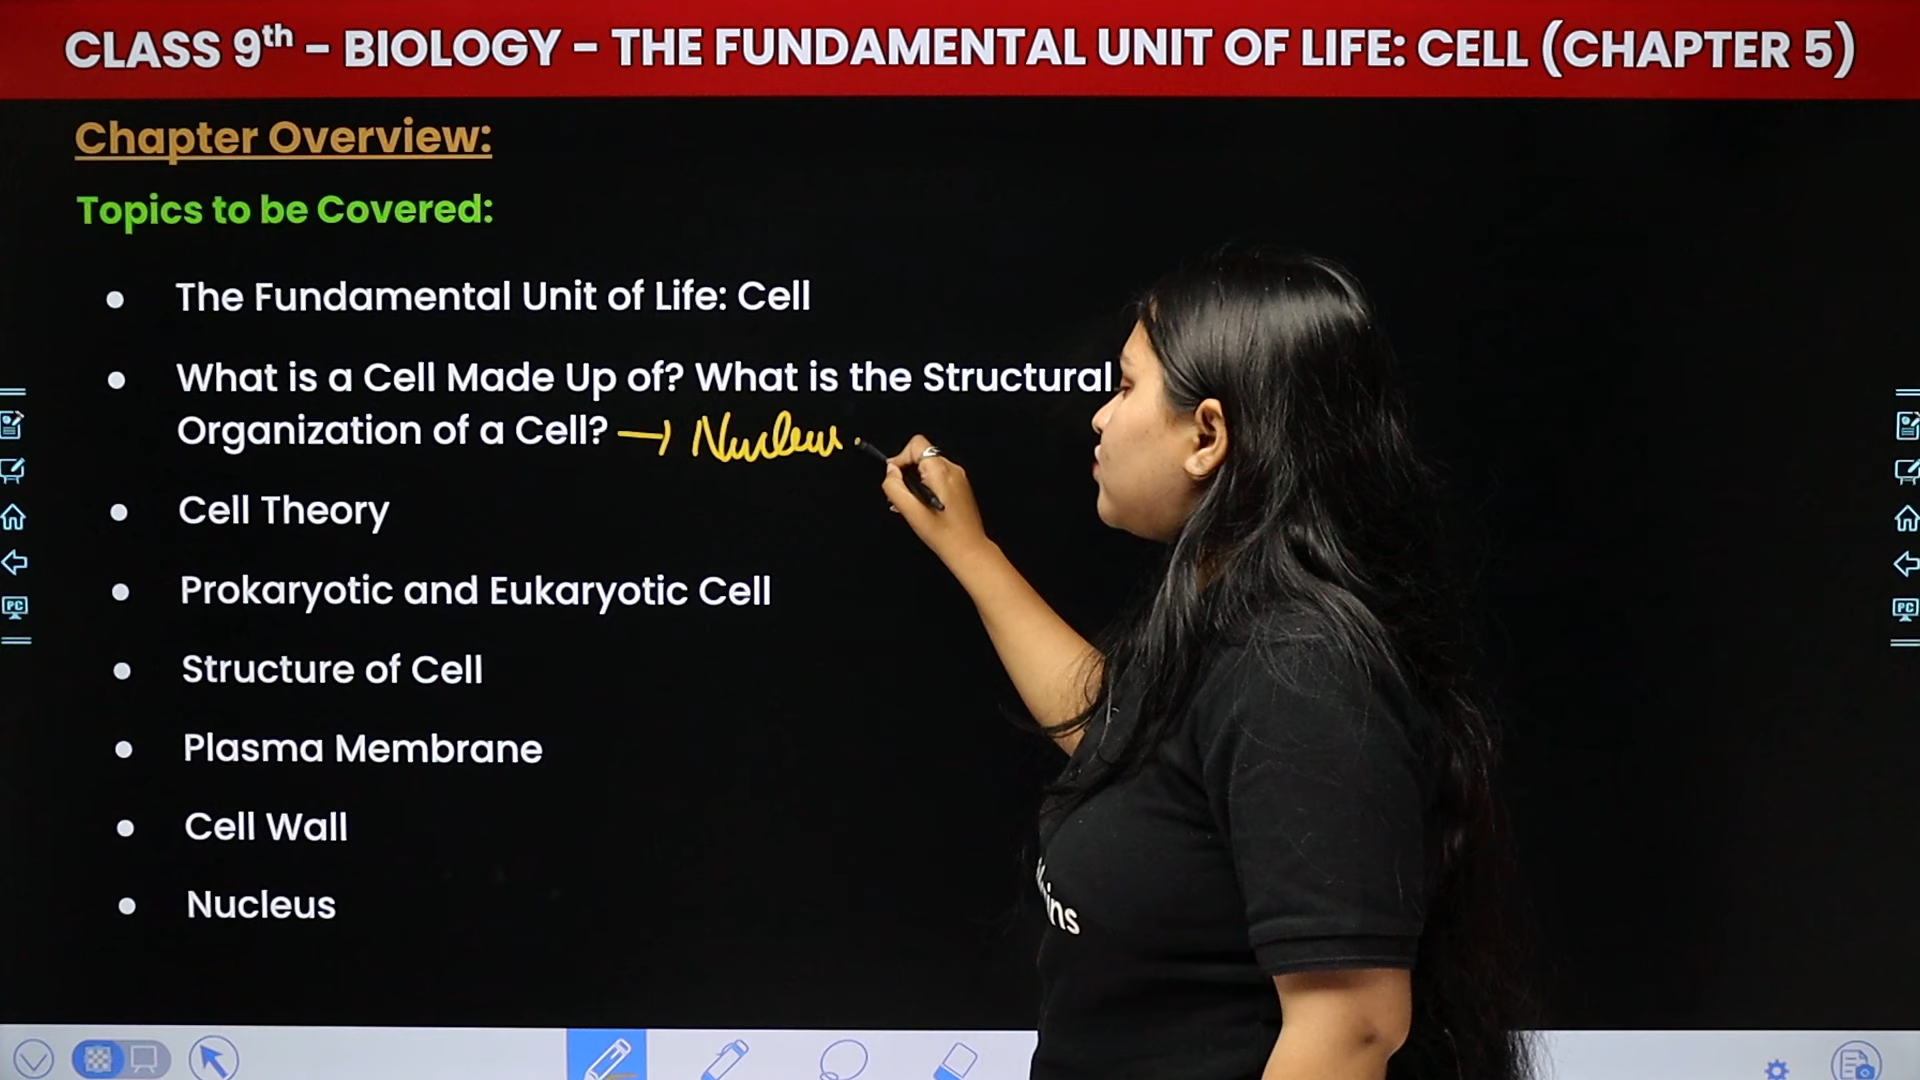 CLASS 9th – BIOLOGY – THE FUNDAMENTAL UNIT OF LIFE: CELL (CHAPTER 5)
Chapter Overview:
Topics to be Covered:
● The Fundamental Unit of Life: Cell
● What is a Cell Made Up of? What is the Structural
Organization of a Cell? → Nucleus.
● Cell Theory
● Prokaryotic and Eukaryotic Cell
● Structure of Cell
● Plasma Membrane
● Cell Wall
● Nucleus
PC
PC